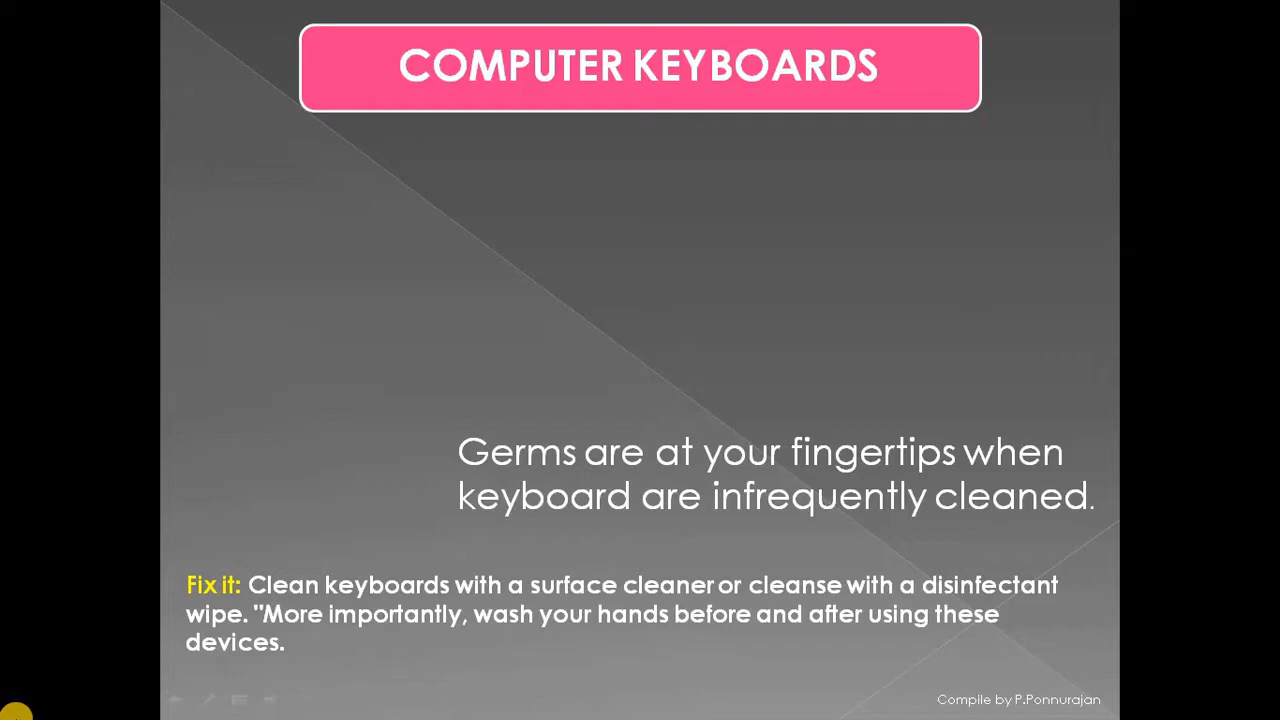 COMPUTER KEYBOARDS
Germs are at your fingertips when
keyboard are infrequently cleaned.
Fix it: Clean keyboards with a surface cleaner or cleanse with a disinfectant
wipe. "More importantly, wash your hands before and after using these
devices.
Compile by P.Ponnurajan